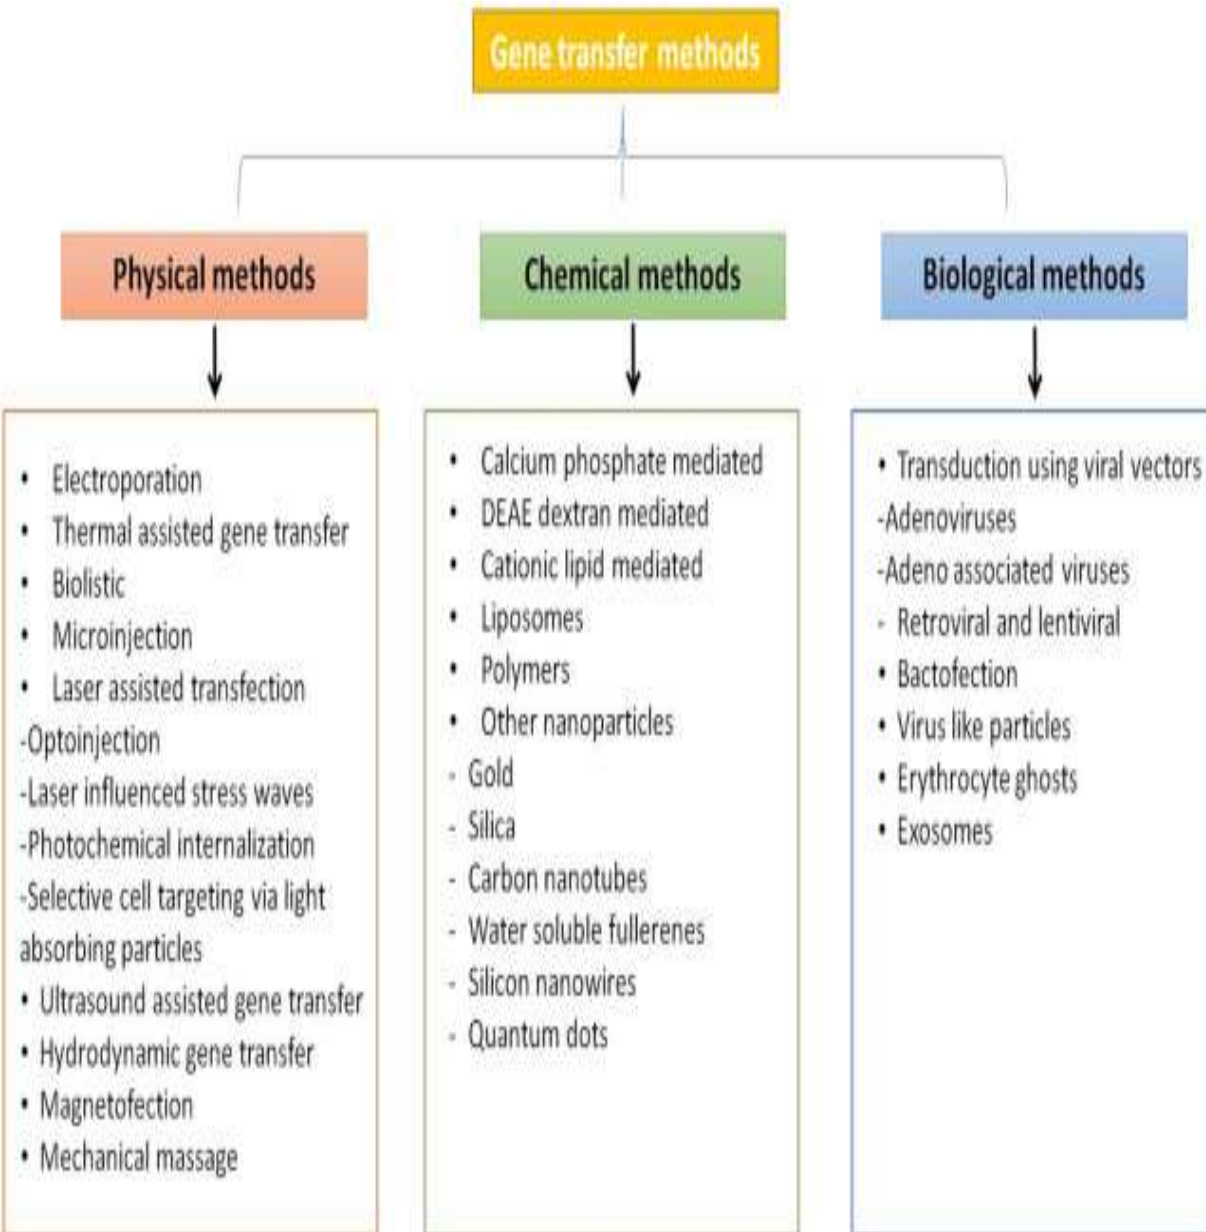 Gene transfer methods
Physical methods
• Electroporation
• Thermal assisted gene transfer
• Biolistic
• Microinjection
• Laser assisted transfection
-Optoinjection
-Laser influenced stress waves
-Photochemical internalization
-Selective cell targeting via light
absorbing particles
• Ultrasound assisted gene transfer
• Hydrodynamic gene transfer
• Magnetofection
• Mechanical massage
Chemical methods
• Calcium phosphate mediated
• DEAE dextran mediated
• Cationic lipid mediated
• Liposomes
• Polymers
• Other nanoparticles
- Gold
- Silica
- Carbon nanotubes
- Water soluble fullerenes
- Silicon nanowires
- Quantum dots
Biological methods
• Transduction using viral vectors
-Adenoviruses
-Adeno associated viruses
- Retroviral and lentiviral
• Bactofection
• Virus like particles
• Erythrocyte ghosts
• Exosomes